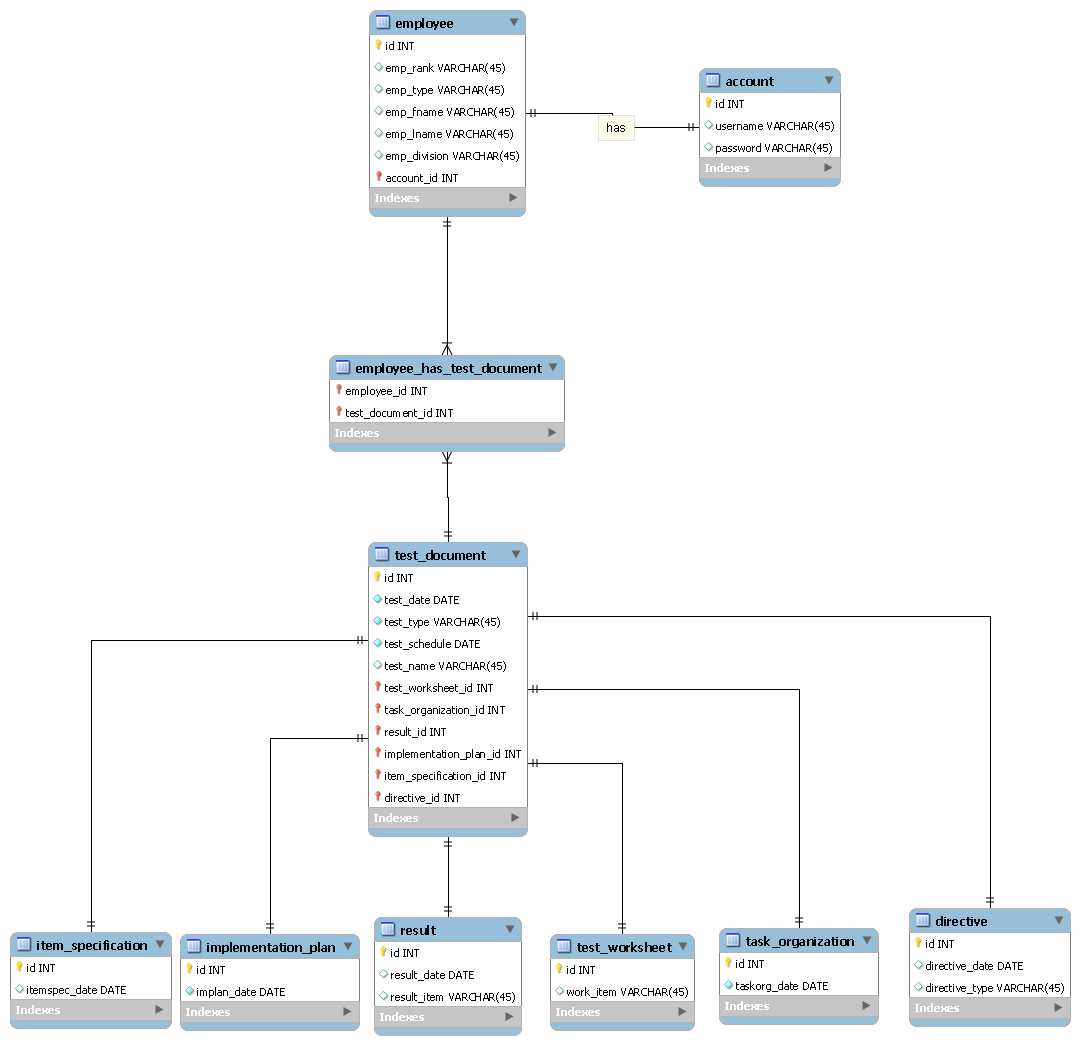 employee
id INT
emp_rank VARCHAR(45)
emp_type VARCHAR(45)
emp_fname VARCHAR(45)
emp_lname VARCHAR(45)
emp_division VARCHAR(45)
account_id INT
Indexes
has
account
id INT
username VARCHAR(45)
password VARCHAR(45)
Indexes
employee_has_test_document
employee_id INT
test_document_id INT
Indexes
test_document
id INT
test_date DATE
test_type VARCHAR(45)
test_schedule DATE
test_name VARCHAR(45)
test_worksheet_id INT
task_organization_id INT
result_id INT
implementation_plan_id INT
item_specification_id INT
directive_id INT
Indexes
item_specification
id INT
itemspec_date DATE
Indexes
implementation_plan
id INT
implan_date DATE
Indexes
result
id INT
result_date DATE
result_item VARCHAR(45)
Indexes
test_worksheet
id INT
work_item VARCHAR(45)
Indexes
task_organization
id INT
taskorg_date DATE
Indexes
directive
id INT
directive_date DATE
directive_type VARCHAR(45)
Indexes